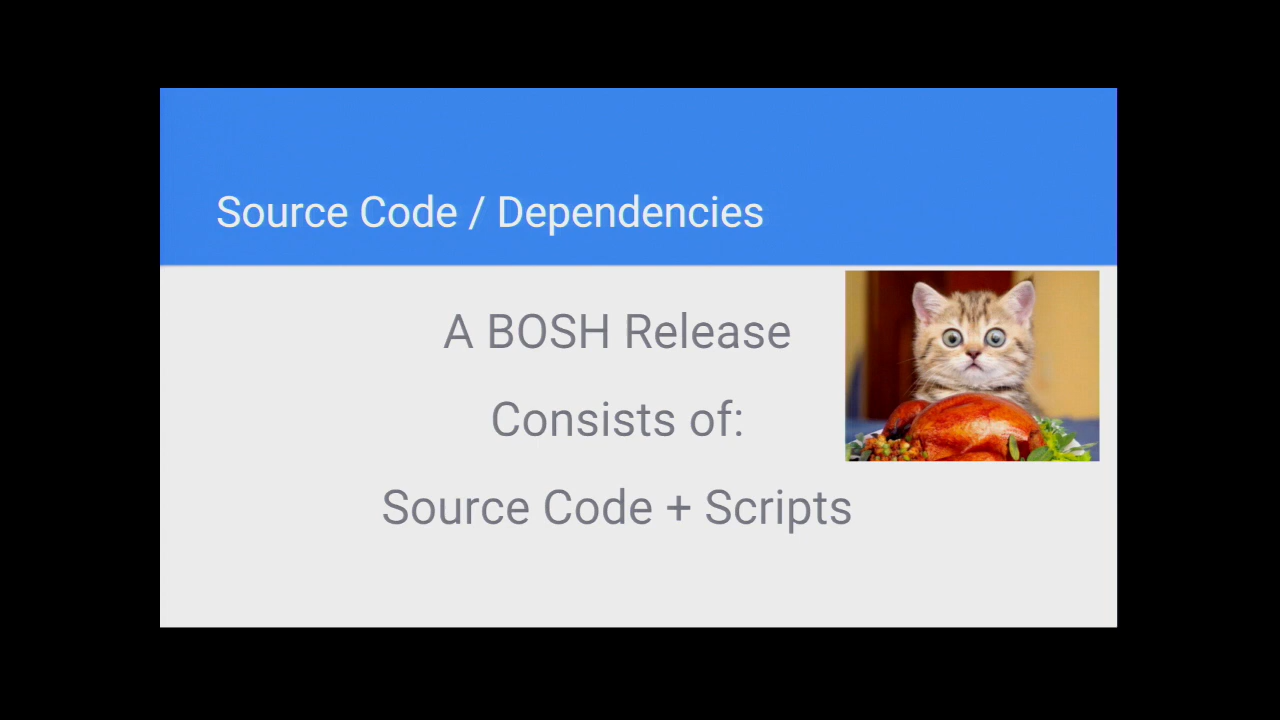 Source Code / Dependencies
A BOSH Release
Consists of:
Source Code + Scripts